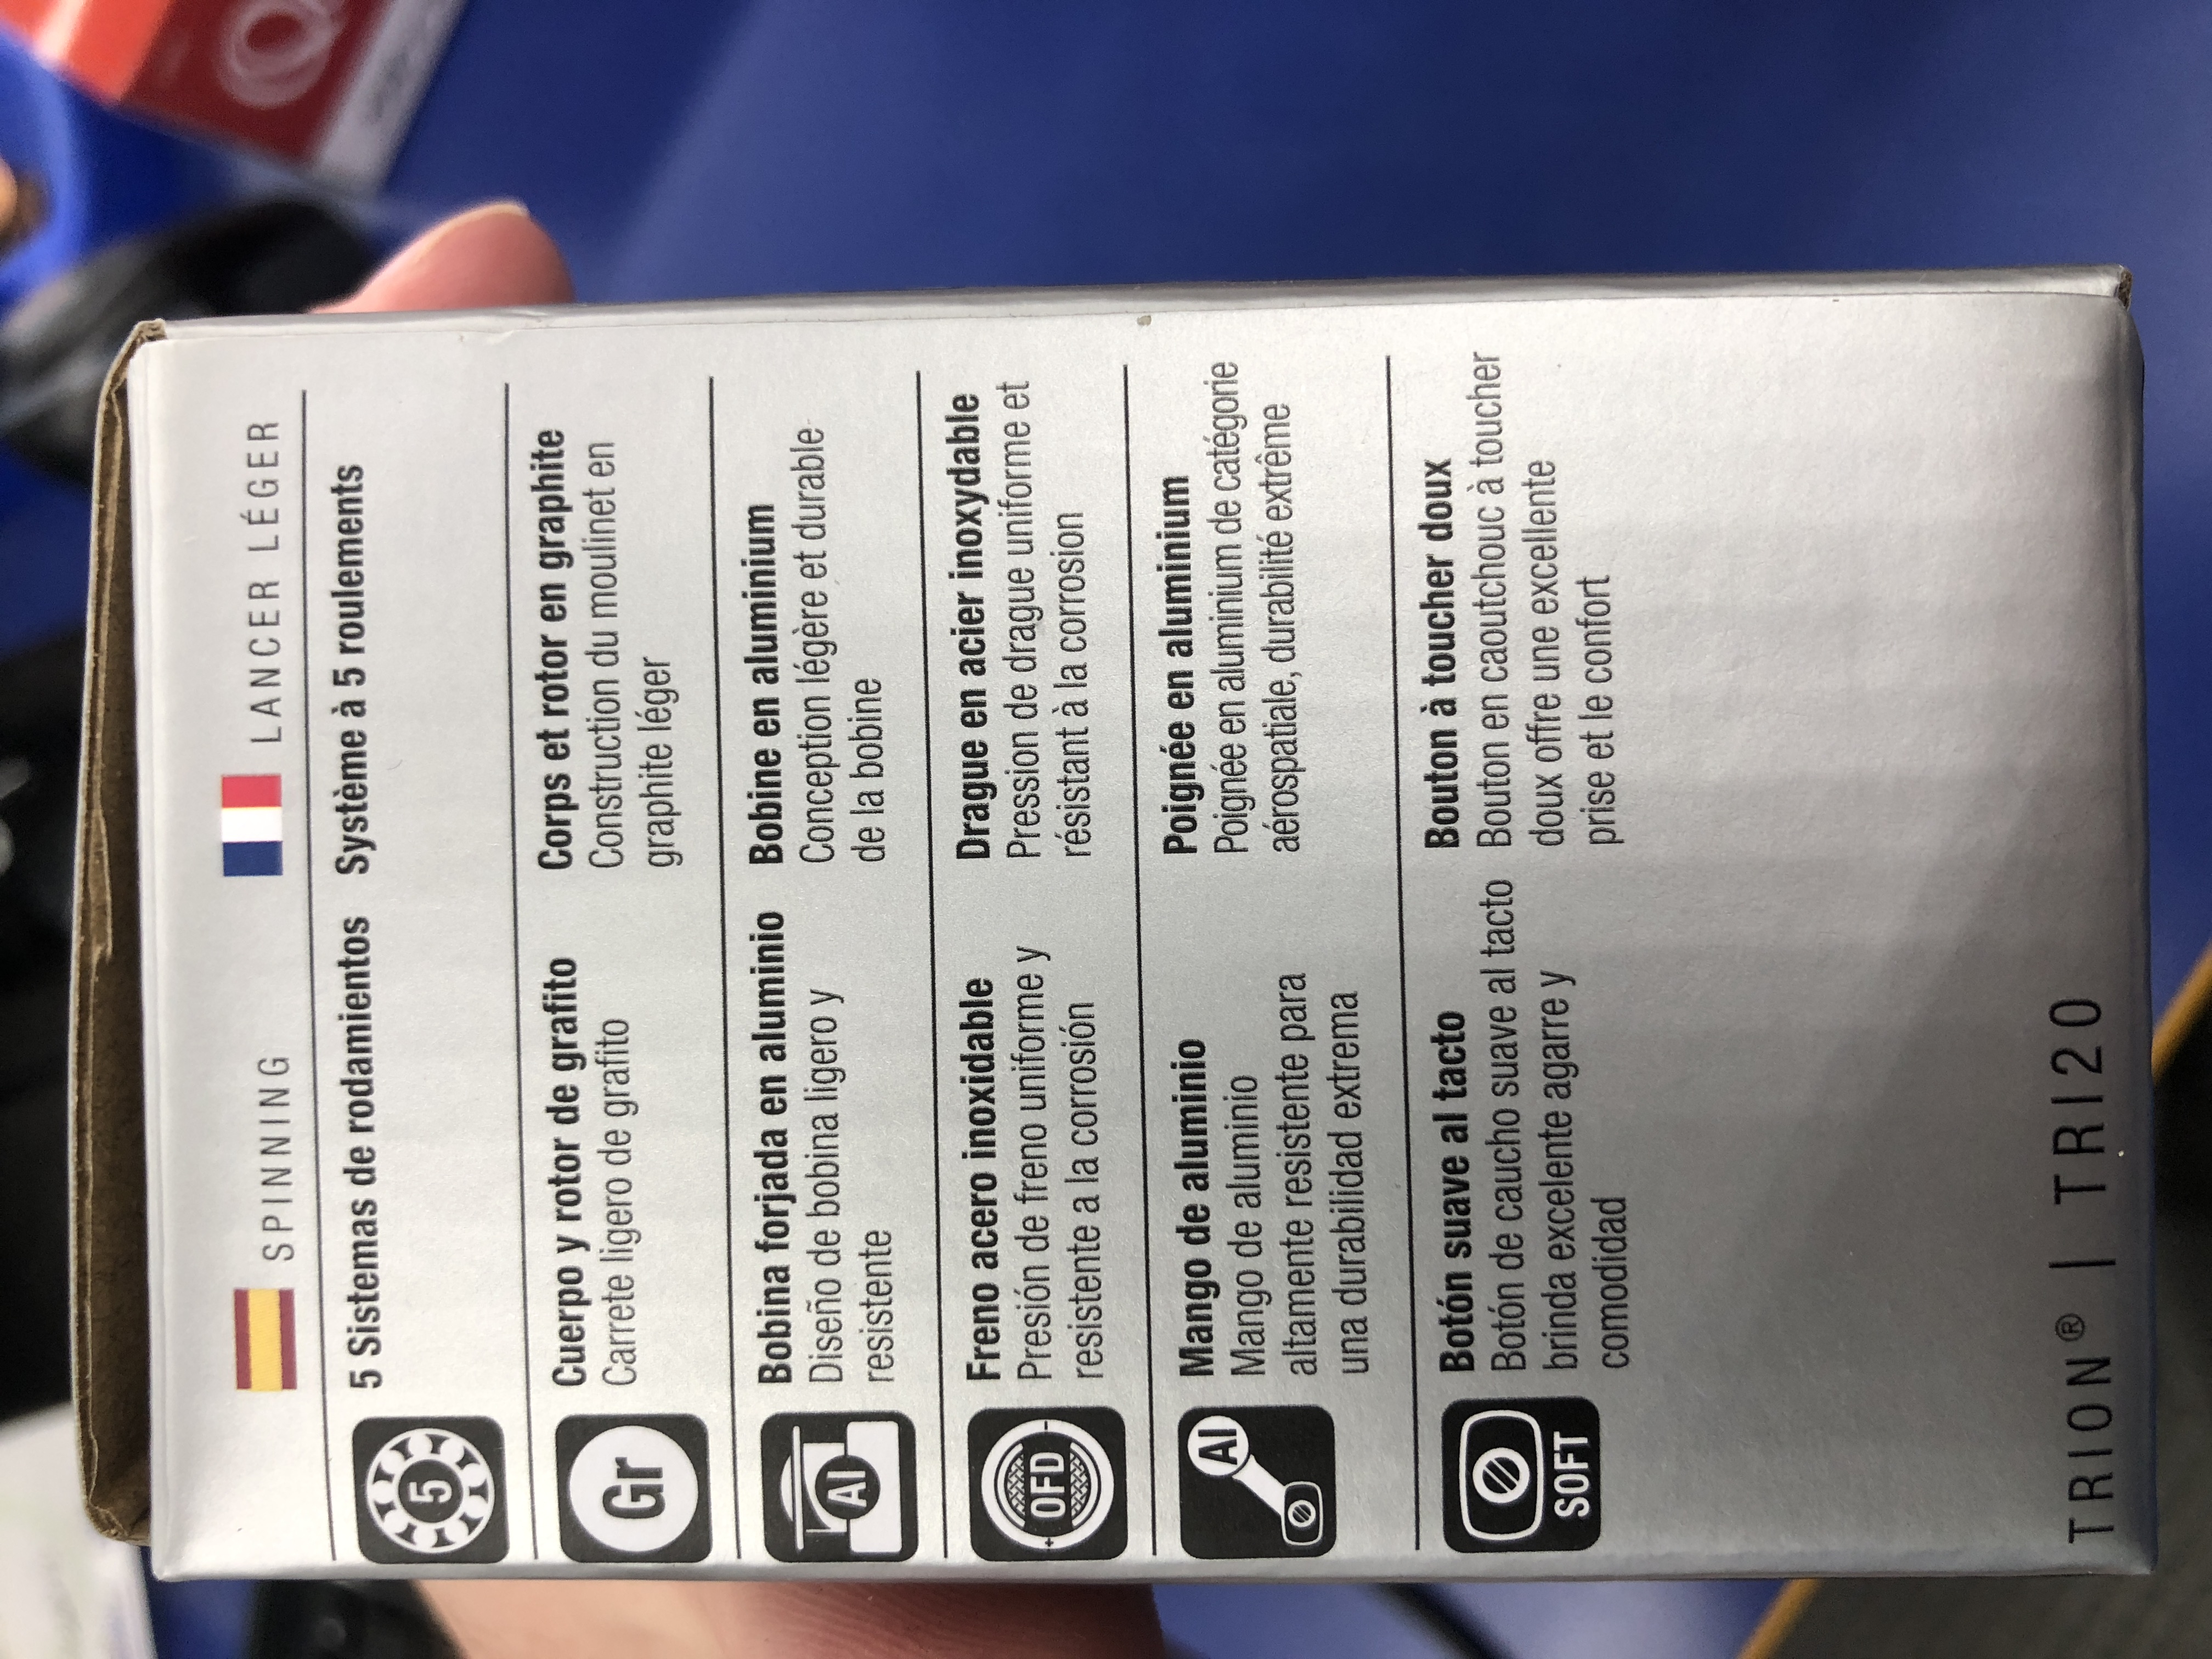 SPINNING
LANCER LÉGER
5
5 Sistemas de rodamientos
Système à 5 roulements
Gr
Cuerpo y rotor de grafito
Carrete ligero de grafito
Corps et rotor en graphite
Construction du moulinet en
graphite léger
Al
Bobina forjada en aluminio
Diseño de bobina ligero y
resistente
Bobine en aluminium
Conception légère et durable
de la bobine
OFD
Freno acero inoxidable
Presión de freno uniforme y
resistente a la corrosión
Drague en acier inoxydable
Pression de drague uniforme et
résistant à la corrosion
Al
Mango de aluminio
Mango de aluminio
altamente resistente para
una durabilidad extrema
Poignée en aluminium
Poignée en aluminium de catégorie
aérospatiale, durabilité extrême
SOFT
Botón suave al tacto
Botón de caucho suave al tacto
brinda excelente agarre y
comodidad
Bouton à toucher doux
Bouton en caoutchouc à toucher
doux offre une excellente
prise et le confort
TRION® | TRI20